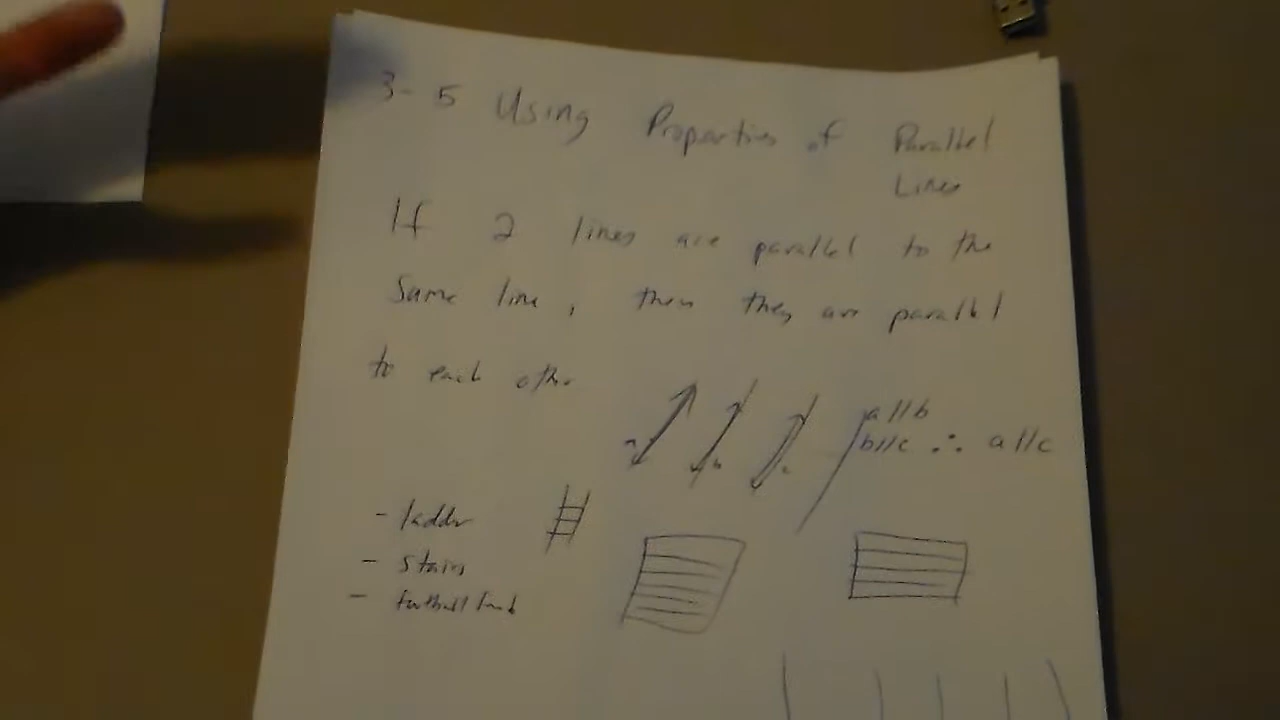 3-5 Using Properties of Parallel
Lines
If 2 lines are parallel to the
Same line, then they are parallel
to each other
a b c
a//b
b//c ∴ a//c
- ladder
- stairs
- football field